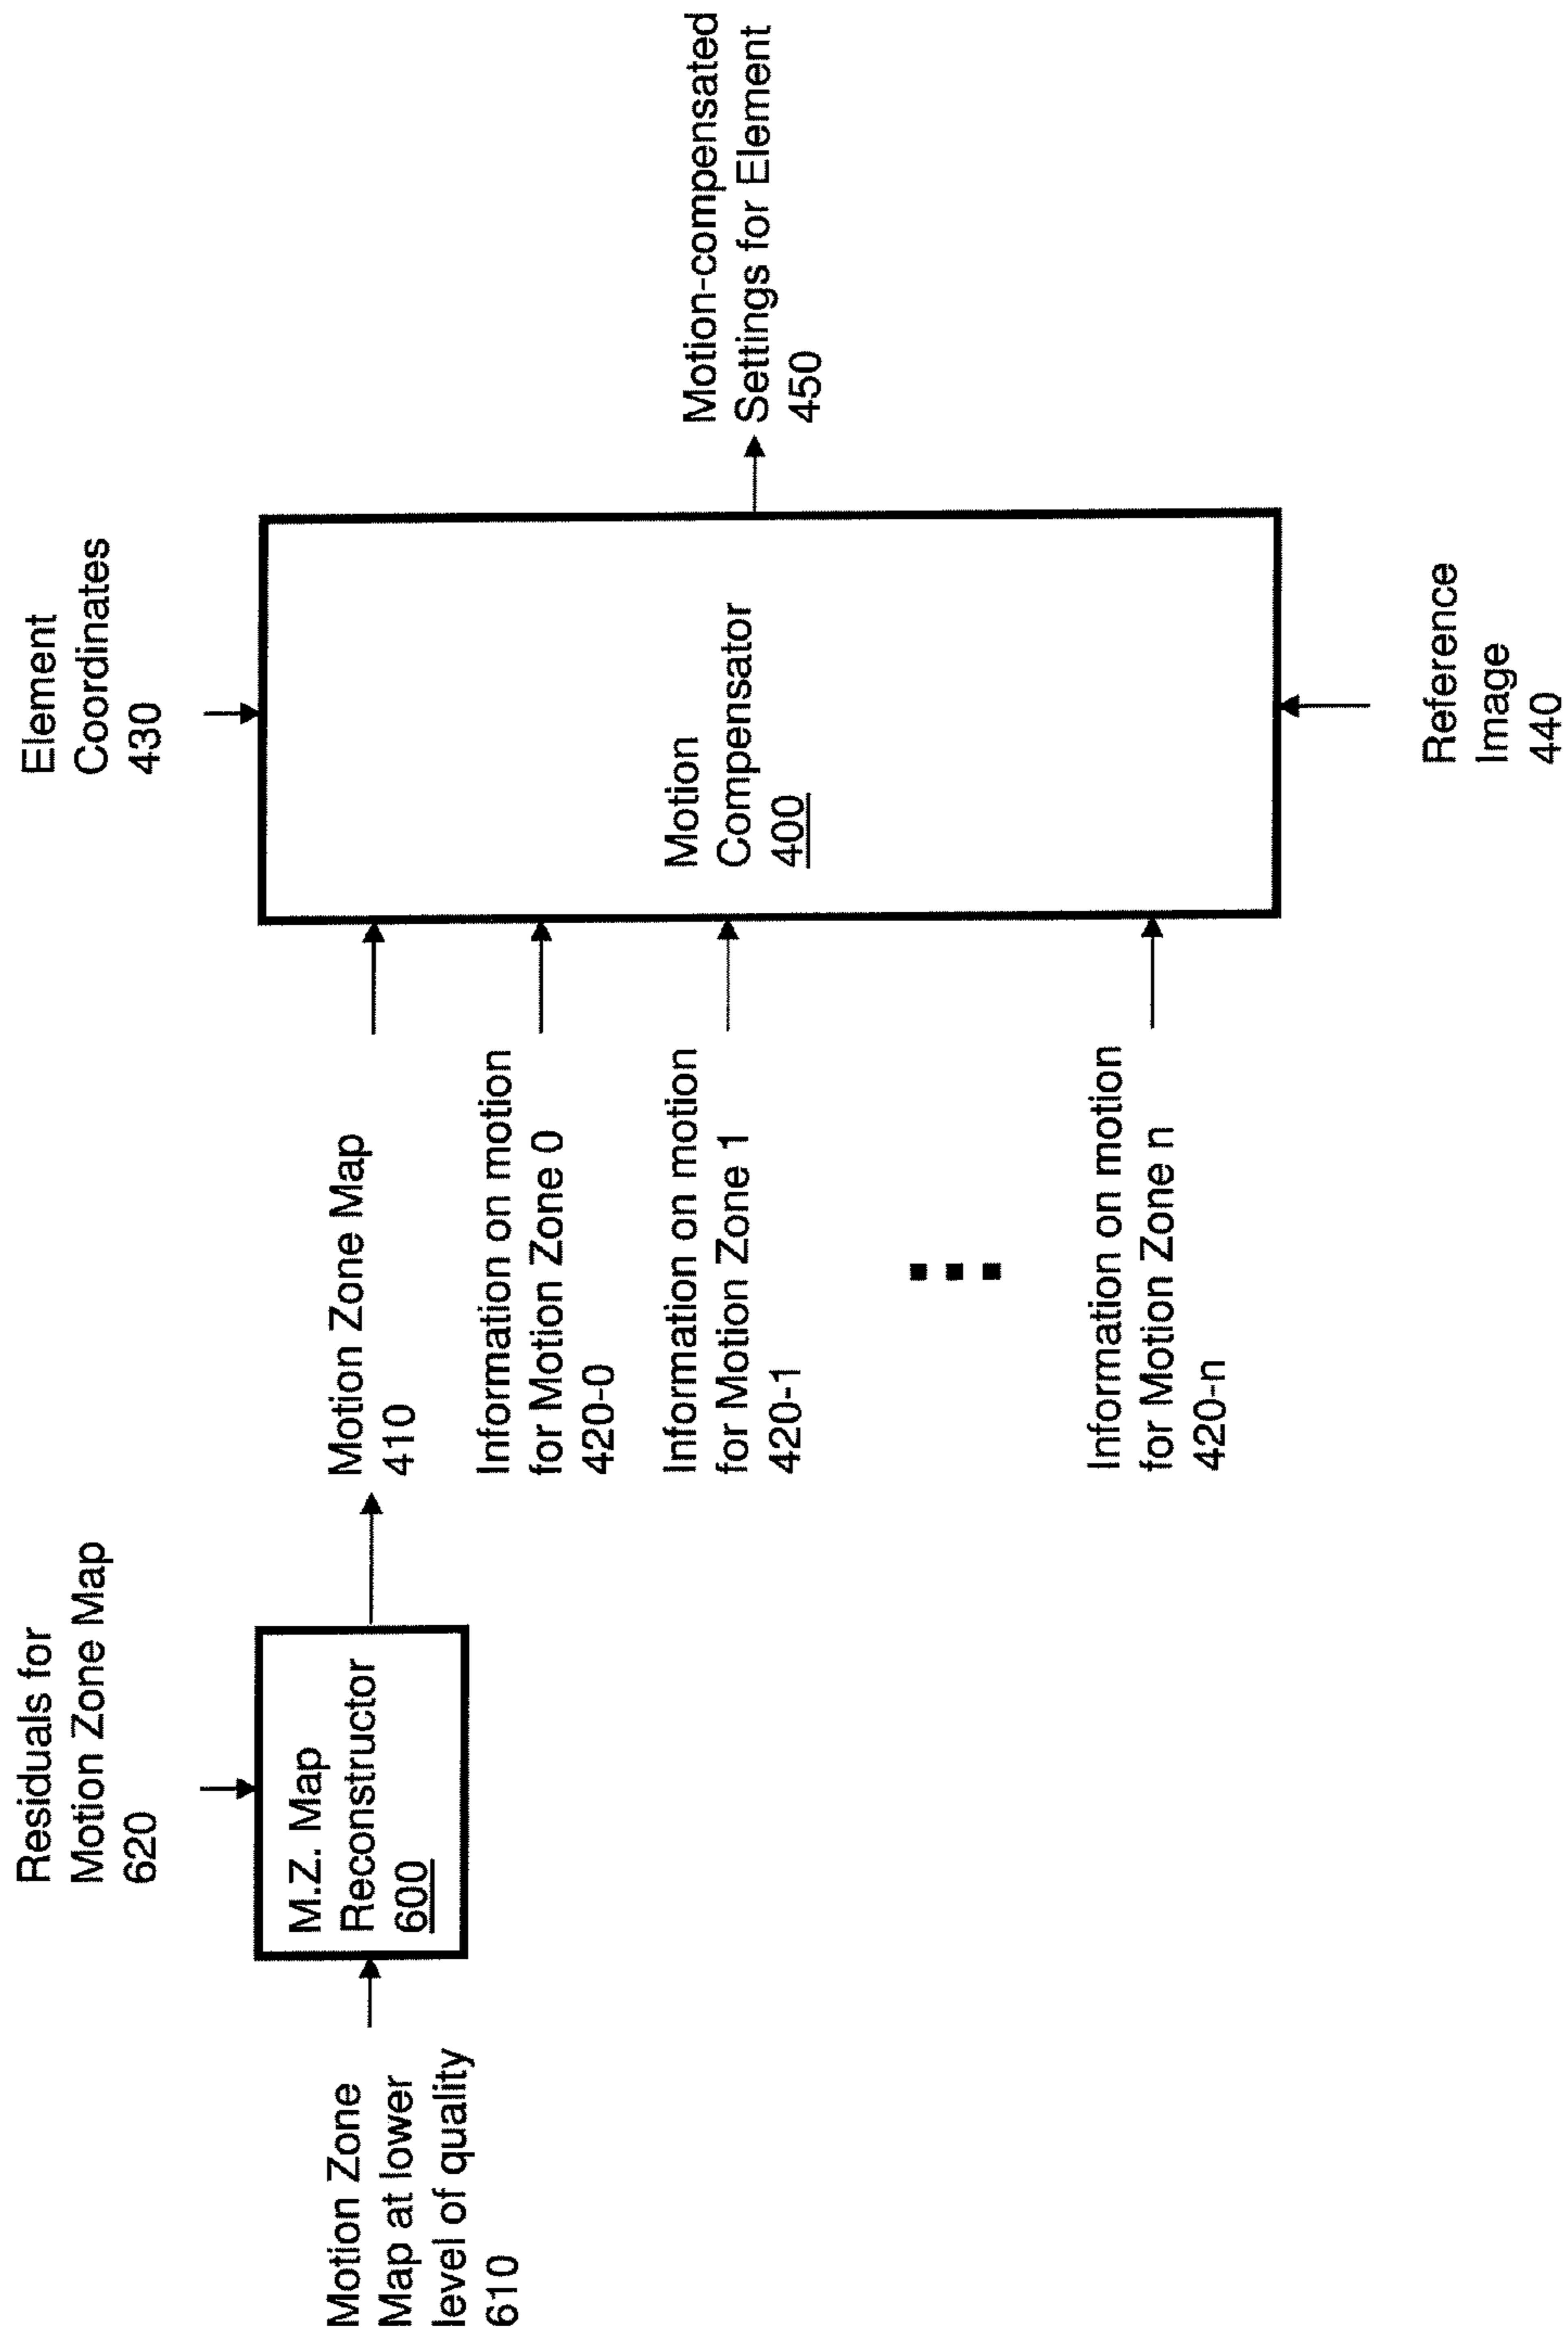 Residuals for
Motion Zone Map
620
Element
Coordinates
430
Motion Zone
Map at lower
level of quality
610
M.Z. Map
Reconstructor
600
Motion Zone Map
410
Information on motion
for Motion Zone 0
420-0
Information on motion
for Motion Zone 1
420-1
Information on motion
for Motion Zone n
420-n
Motion
Compensator
400
Motion-compensated
Settings for Element
450
Reference
Image
440